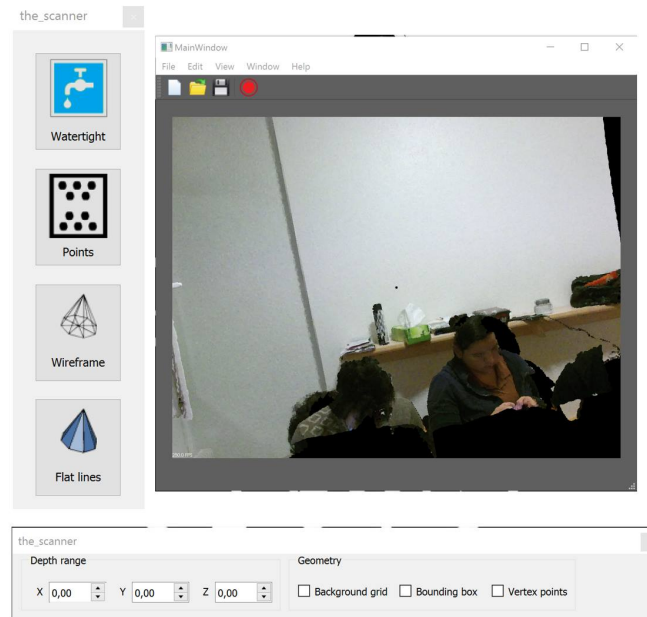 the_scanner
Watertight
Points
Wireframe
Flat lines
MainWindow
File Edit View Window Help
the_scanner
Depth range
X 0,00 Y 0,00 Z 0,00
Geometry
Background grid Bounding box Vertex points